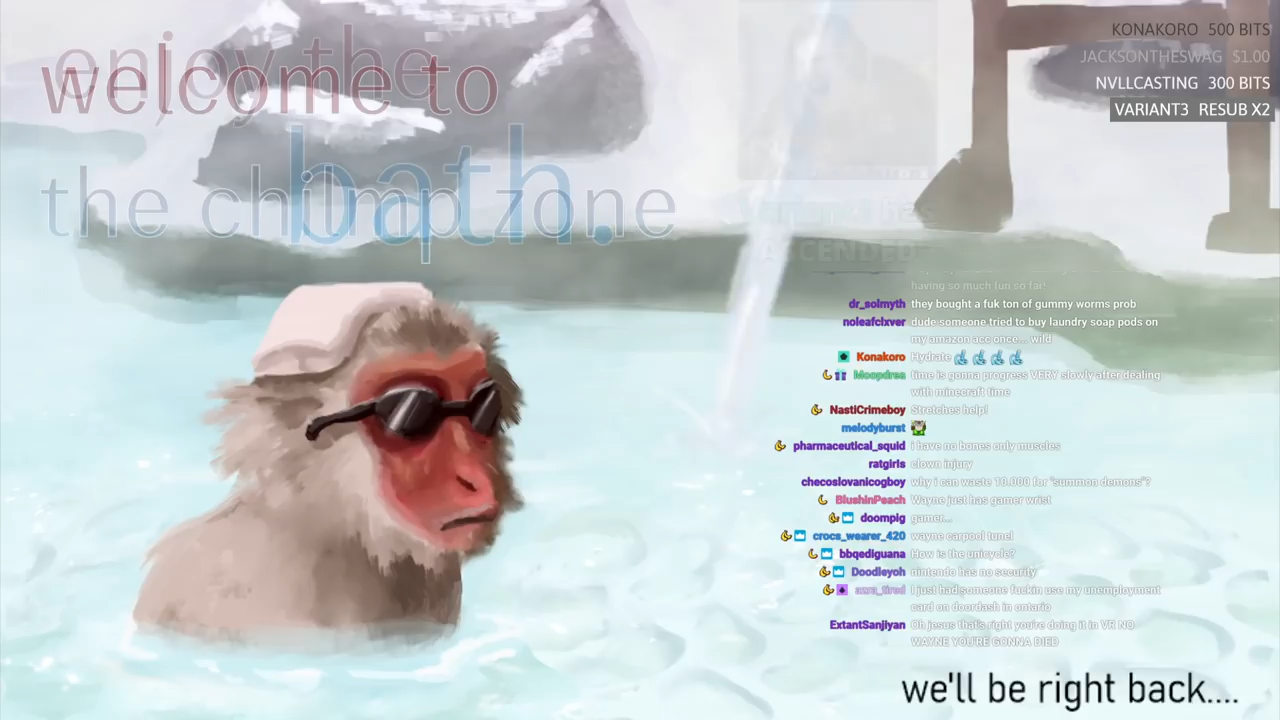 enjoy the
welcome to
bath.
the chimp zone
KONAKORO 500 BITS
JACKSONTHESWAG $1.00
NVLLCASTING 300 BITS
VARIANT3 RESUB X2
Variant3 has
ASCENDED
having so much fun so far!
dr_solmyth they bought a fuk ton of gummy worms prob
noleafclxver dude someone tried to buy laundry soap pods on
my amazon acc once... wild
Konakoro Hydrate
Moopdrea time is gonna progress VERY slowly after dealing
with minecraft time
NastiCrimeboy Stretches help!
melodyburst
pharmaceutical_squid i have no bones only muscles
ratgirls clown injury
checoslovanicogboy why i can waste 10.000 for "summon demons"?
BlushinPeach Wayne just has gamer wrist
doompig gamer...
crocs_wearer_420 wayne carpool tunel
bbqediguana How is the unicycle?
Doodleyoh nintendo has no security
azra_tired I just had someone fuckin use my unemployment
card on doordash in ontario
ExtantSanjiyan Oh jesus that's right you're doing it in VR NO
WAYNE YOU'RE GONNA DIED
we'll be right back....